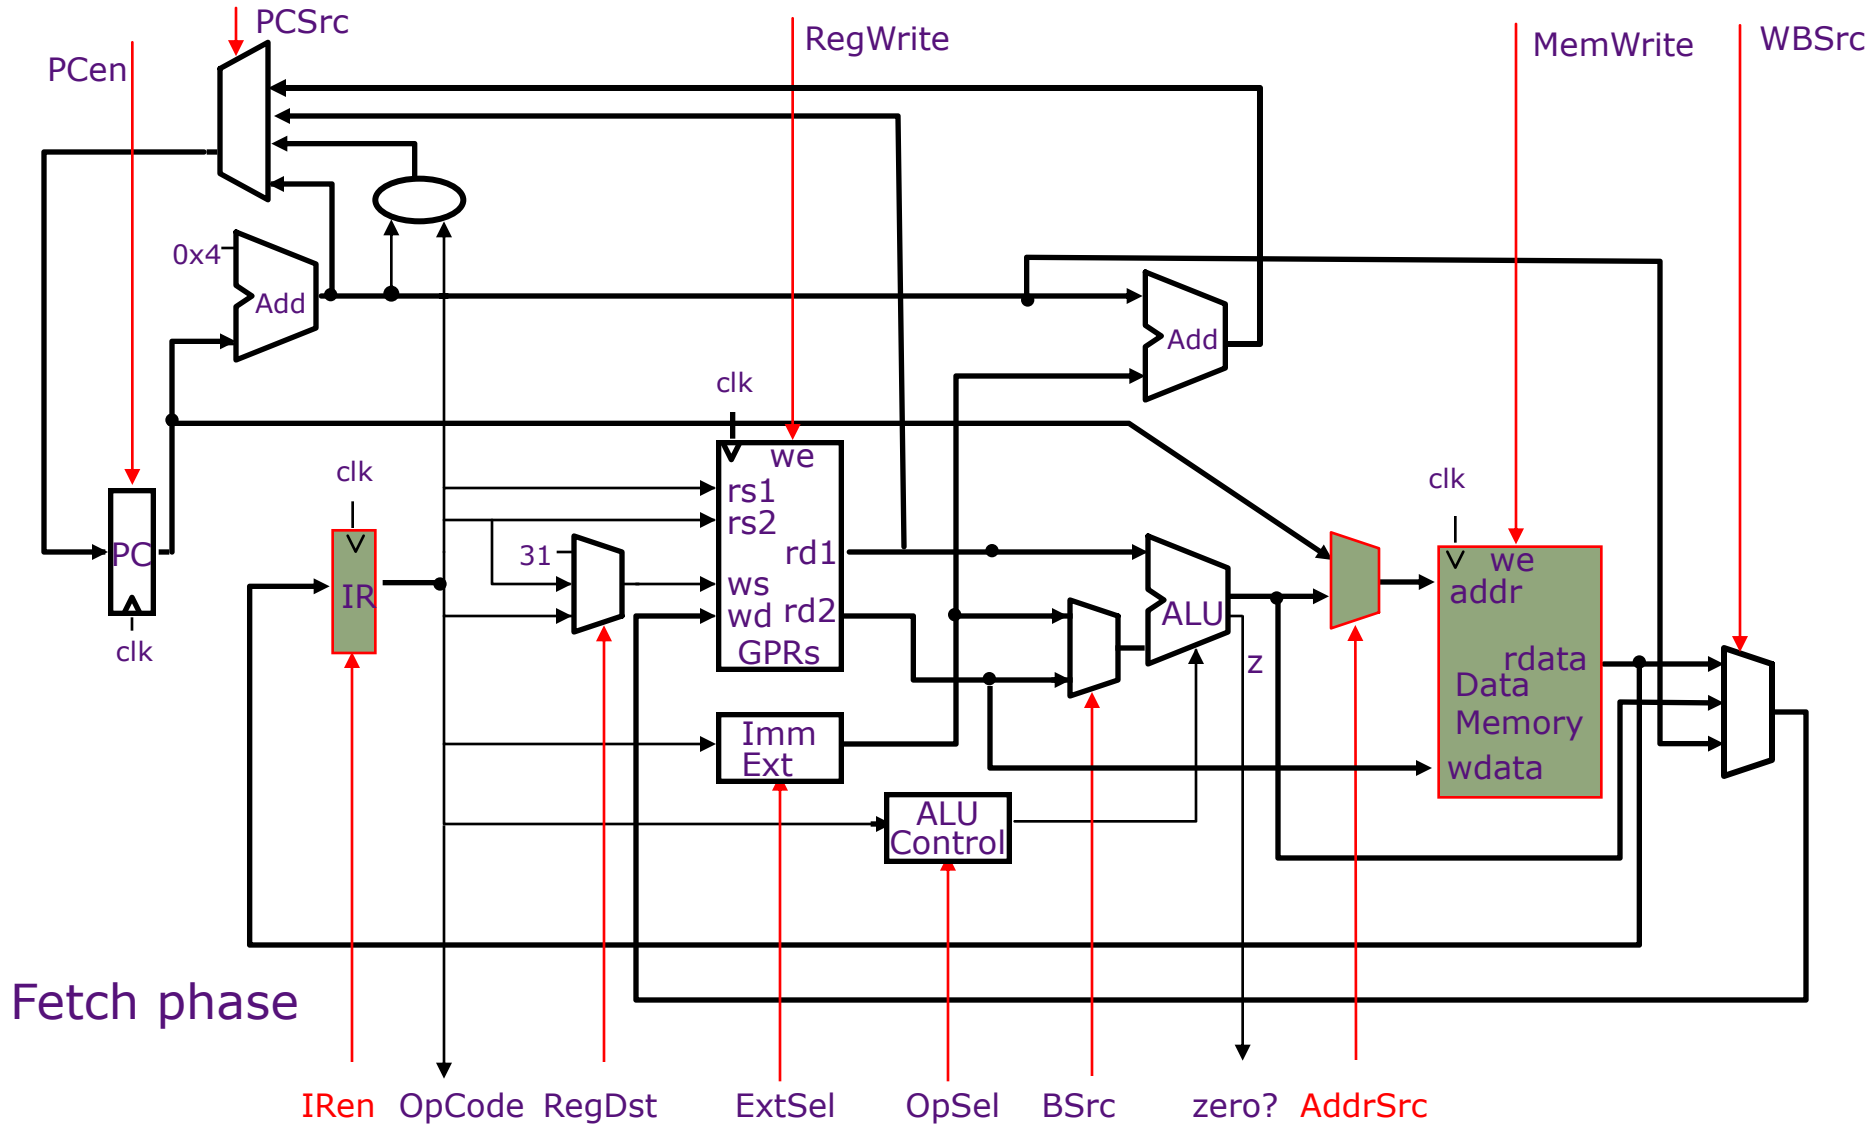 PCSrc
RegWrite
MemWrite
WBSrc
PCen
0x4
Add
Add
clk
clk
clk
we
rs1
rs2
rd1
31
ws
wd
rd2
GPRs
PC
clk
IR
ALU
z
we
addr
rdata
Data
Memory
wdata
Imm
Ext
ALU
Control
Fetch phase
IRen
OpCode
RegDst
ExtSel
OpSel
BSrc
zero?
AddrSrc